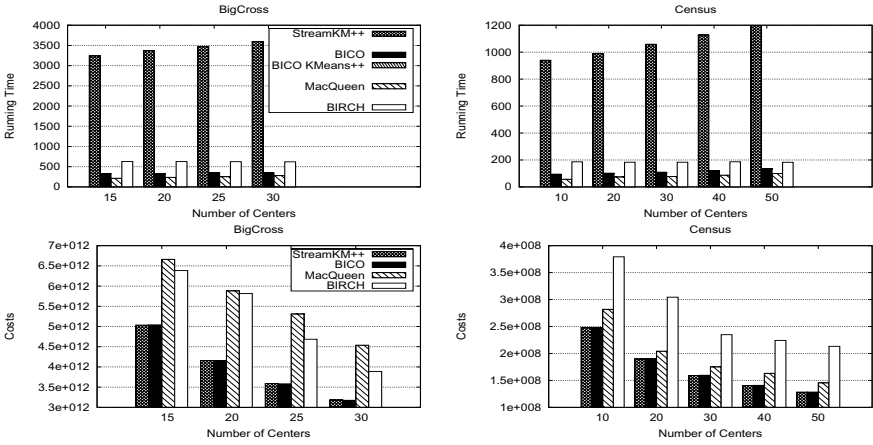 BigCross
Running Time
4000
3500
3000
2500
2000
1500
1000
500
0
StreamKM++
BICO
BICO KMeans++
MacQueen
BIRCH
15 20 25 30
Number of Centers
Census
Running Time
1200
1000
800
600
400
200
0
10 20 30 40 50
Number of Centers
BigCross
Costs
7e+012
6.5e+012
6e+012
5.5e+012
5e+012
4.5e+012
4e+012
3.5e+012
3e+012
StreamKM++
BICO
MacQueen
BIRCH
15 20 25 30
Number of Centers
Census
Costs
4e+008
3.5e+008
3e+008
2.5e+008
2e+008
1.5e+008
1e+008
10 20 30 40 50
Number of Centers